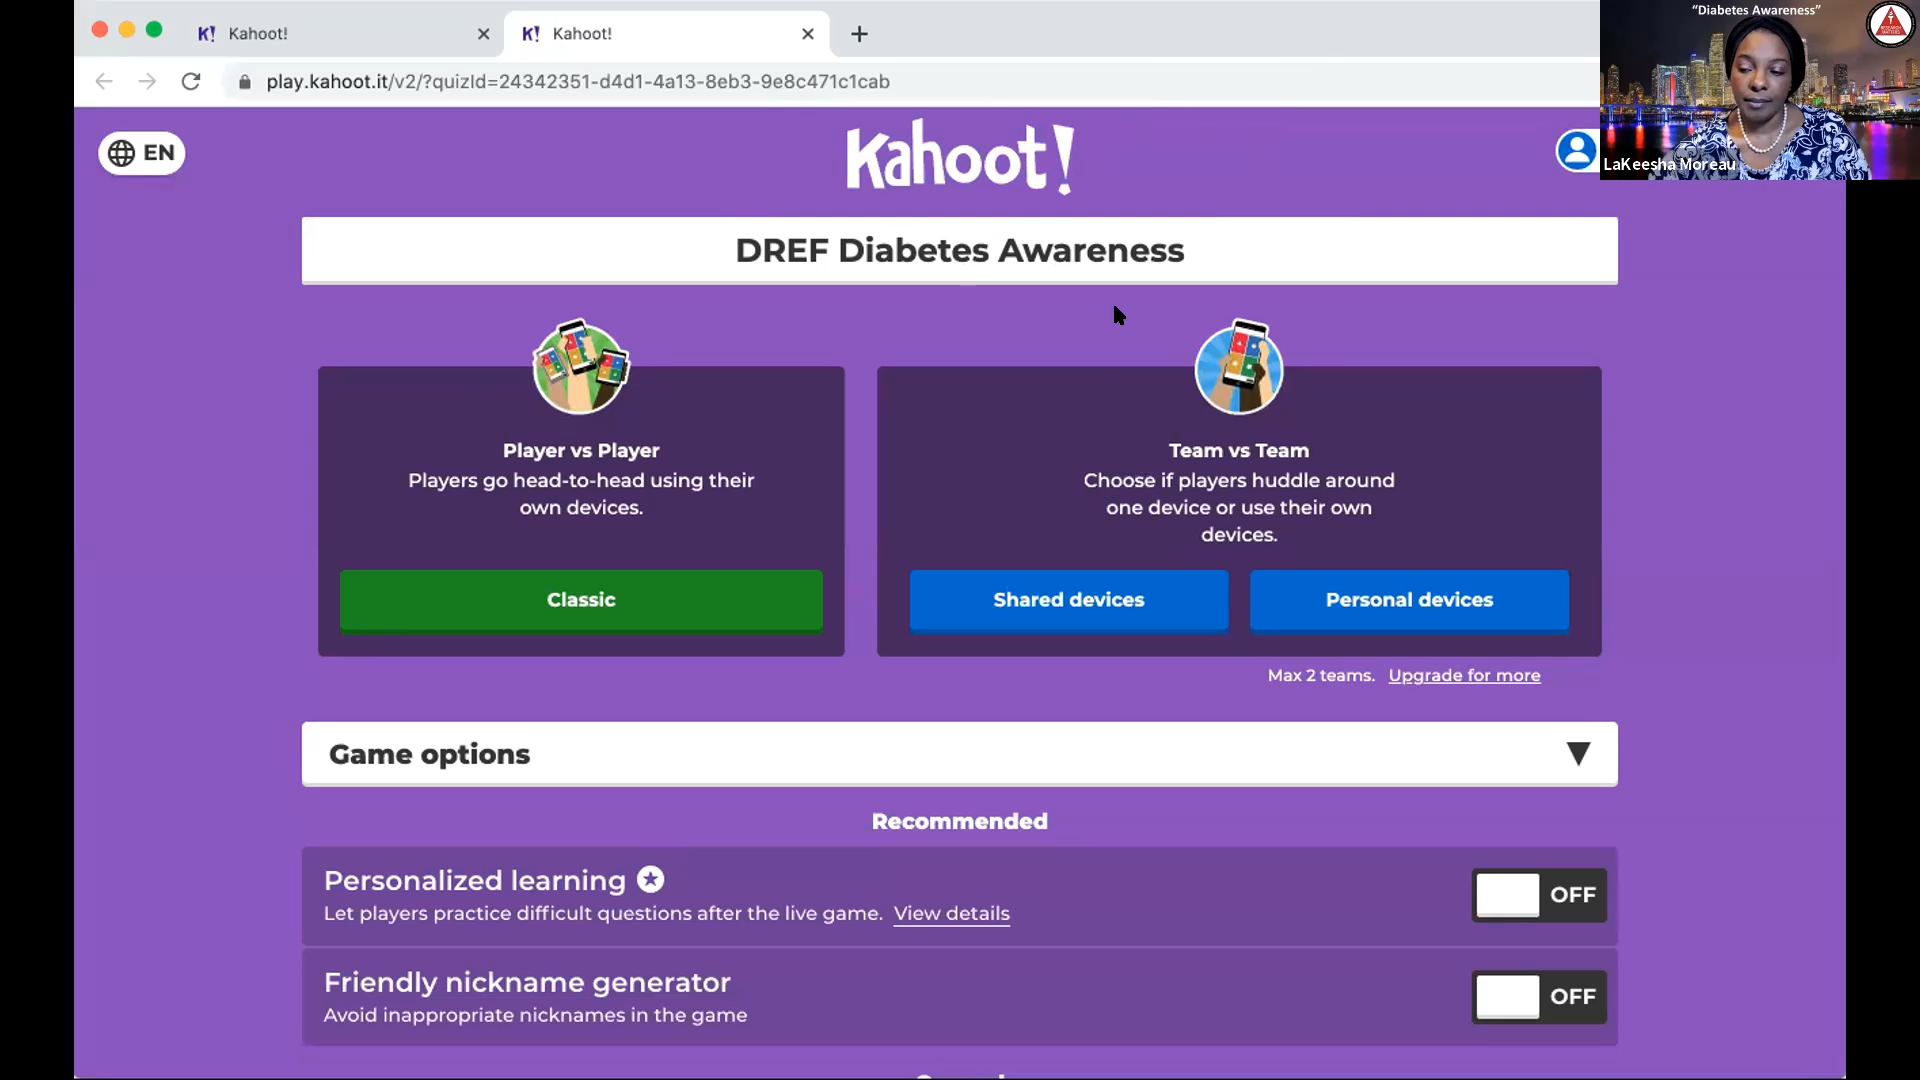 Kahoot!
Kahoot!
"Diabetes Awareness"
play.kahoot.it/v2/?quizId=24342351-d4d1-4a13-8eb3-9e8c471c1cab
EN
Kahoot!
LaKeesha Moreau
DREF Diabetes Awareness
Player vs Player
Players go head-to-head using their
own devices.
Classic
Team vs Team
Choose if players huddle around
one device or use their own
devices.
Shared devices
Personal devices
Max 2 teams. Upgrade for more
Game options
Recommended
Personalized learning
Let players practice difficult questions after the live game. View details
OFF
Friendly nickname generator
Avoid inappropriate nicknames in the game
OFF